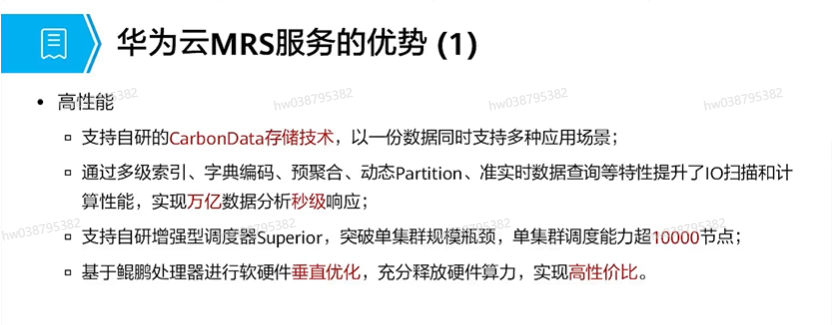 华为云MRS服务的优势 (1)
• 高性能
hw038795382 hw038795382 hw038795382 hw038795382
▫ 支持自研的CarbonData存储技术，以一份数据同时支持多种应用场景；
▫ 通过多级索引、字典编码、预聚合、动态Partition、准实时数据查询等特性提升了IO扫描和计
算性能，实现万亿数据分析秒级响应；
hw038795382 hw038795382 hw038795382 hw038795382
▫ 支持自研增强型调度器Superior，突破单集群规模瓶颈，单集群调度能力超10000节点；
▫ 基于鲲鹏处理器进行软硬件垂直优化，充分释放硬件算力，实现高性价比。